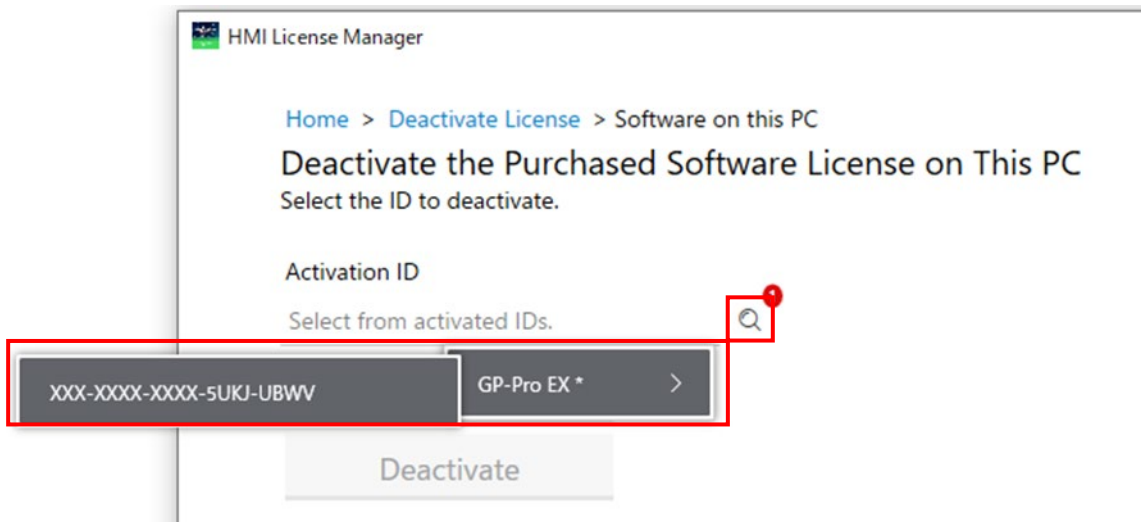 HMI License Manager
Home > Deactivate License > Software on this PC
Deactivate the Purchased Software License on This PC
Select the ID to deactivate.
Activation ID
1
Select from activated IDs.
XXX-XXXX-XXXX-5UKJ-UBWV
GP-Pro EX * >
Deactivate